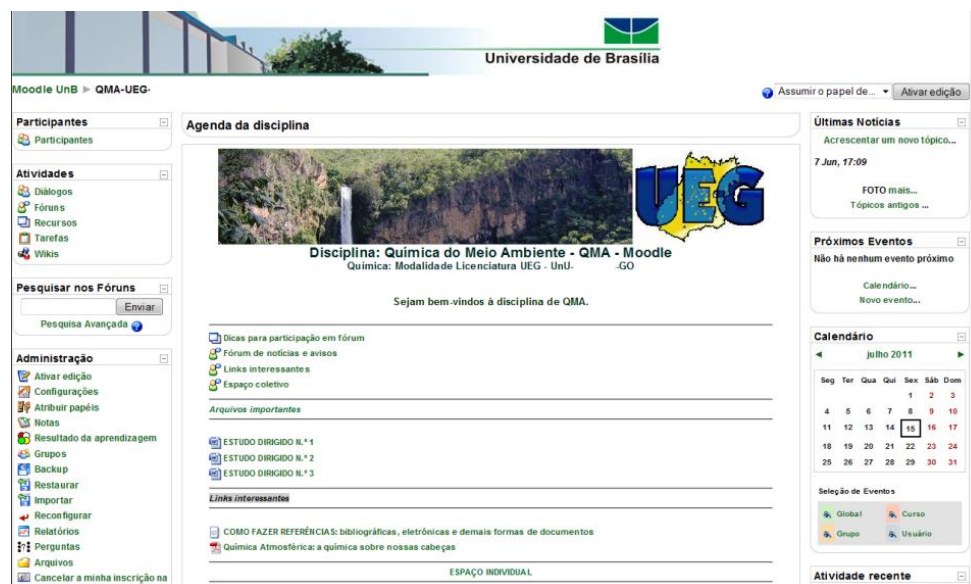 Universidade de Brasília
Moodle UnB ► QMA-UEG-
Assumir o papel de...
Ativar edição
Participantes
Participantes
Atividades
Diálogos
Fóruns
Recursos
Tarefas
Wikis
Pesquisar nos Fóruns
Enviar
Pesquisa Avançada
Administração
Ativar edição
Configurações
Atribuir papéis
Notas
Resultado da aprendizagem
Grupos
Backup
Restaurar
Importar
Reconfigurar
Relatórios
Perguntas
Arquivos
Cancelar a minha inscrição na
Agenda da disciplina
UEG
Disciplina: Química do Meio Ambiente - QMA - Moodle
Química: Modalidade Licenciatura UEG - UnU- -GO
Sejam bem-vindos à disciplina de QMA.
Dicas para participação em fórum
Fórum de notícias e avisos
Links interessantes
Espaço coletivo
Arquivos importantes
ESTUDO DIRIGIDO N.º 1
ESTUDO DIRIGIDO N.º 2
ESTUDO DIRIGIDO N.º 3
Links interessantes
COMO FAZER REFERÊNCIAS: bibliográficas, eletrônicas e demais formas de documentos
Química Atmosférica: a química sobre nossas cabeças
ESPAÇO INDIVIDUAL
Últimas Notícias
Acrescentar um novo tópico...
7 Jun, 17:09
FOTO mais...
Tópicos antigos ...
Próximos Eventos
Não há nenhum evento próximo
Calendário...
Novo evento...
Calendário
◄ julho 2011 ►
Seg Ter Qua Qui Sex Sáb Dom
1 2 3
4 5 6 7 8 9 10
11 12 13 14 15 16 17
18 19 20 21 22 23 24
25 26 27 28 29 30 31
Seleção de Eventos
Global Curso
Grupo Usuário
Atividade recente